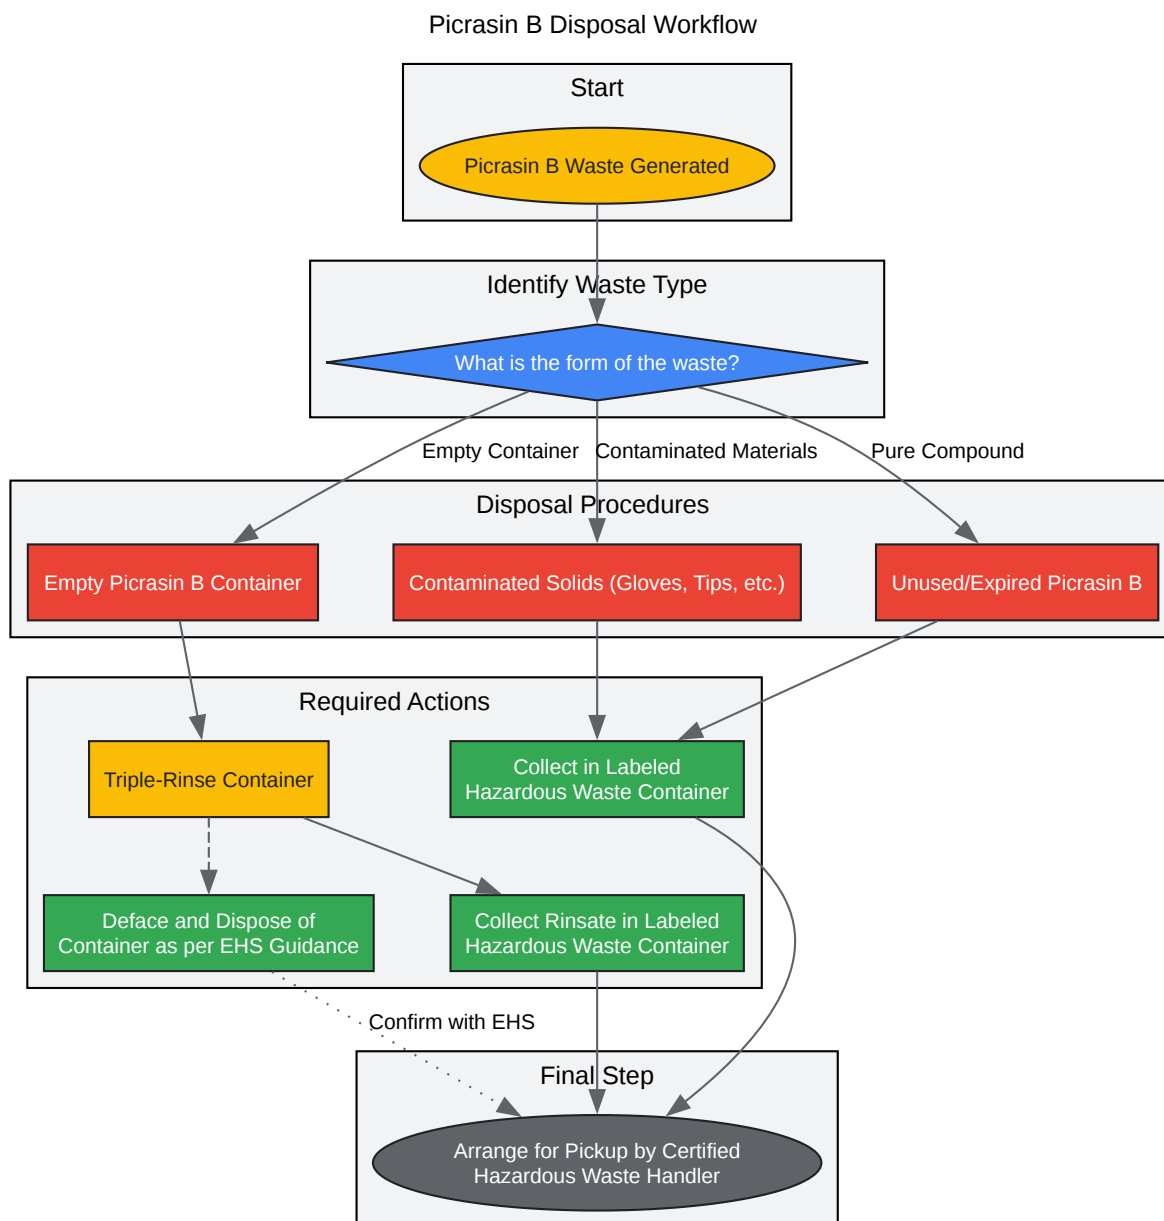 Picrasin B Disposal Workflow
Start
Picrasin B Waste Generated
Identify Waste Type
What is the form of the waste?
Empty Container
Contaminated Materials
Pure Compound
Disposal Procedures
Empty Picrasin B Container
Contaminated Solids (Gloves, Tips, etc.)
Unused/Expired Picrasin B
Required Actions
Triple-Rinse Container
Collect in Labeled
Hazardous Waste Container
Deface and Dispose of
Container as per EHS Guidance
Collect Rinsate in Labeled
Hazardous Waste Container
Confirm with EHS
Final Step
Arrange for Pickup by Certified
Hazardous Waste Handler